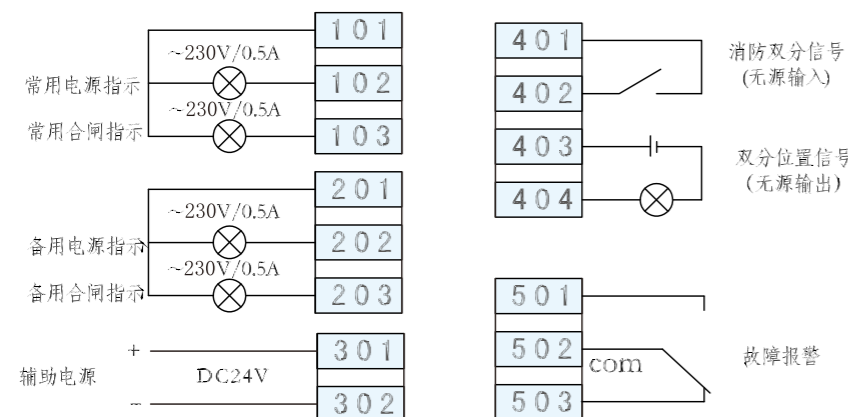 101
~230V/0.5A
常用电源指示
102
~230V/0.5A
常用合闸指示
103
201
~230V/0.5A
备用电源指示
202
~230V/0.5A
备用合闸指示
203
+
301
辅助电源
DC24V
-
302
401
消防双分信号
(无源输入)
402
403
双分位置信号
(无源输出)
404
501
502
com
故障报警
503